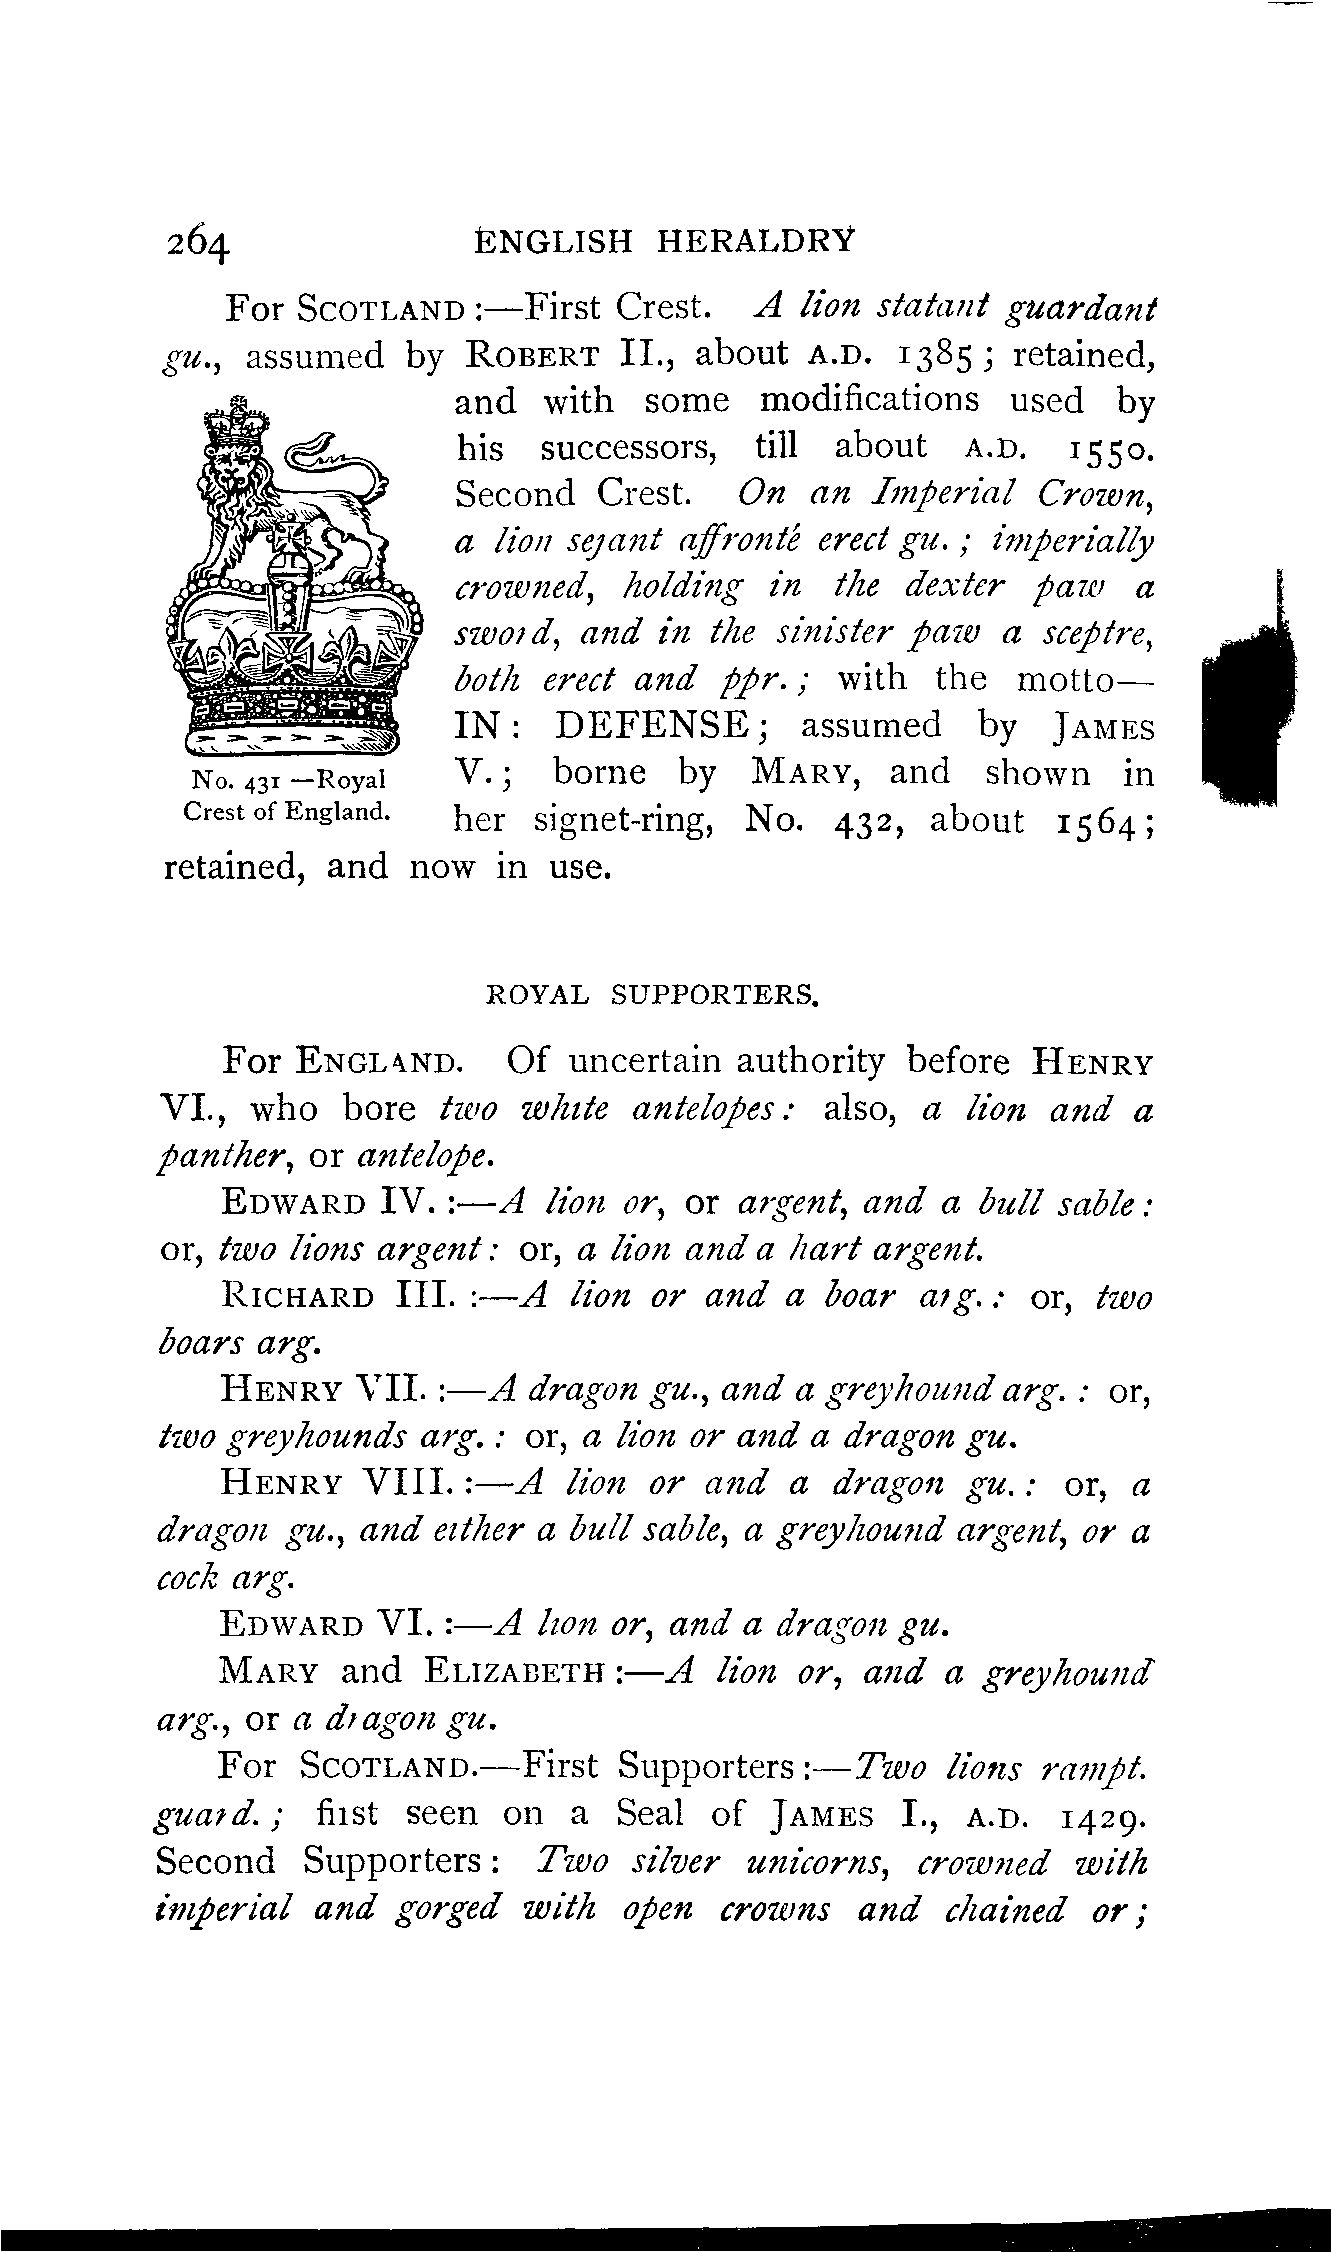 264 ENGLISH HERALDRY
For SCOTLAND :—First Crest. A lion statant guardant
gu., assumed by ROBERT II., about A.D. 1385; retained,
and with some modifications used by
his successors, till about A.D. 1550.
Second Crest. On an Imperial Crown,
a lion sejant affronté erect gu. ; imperially
crowned, holding in the dexter paw a
sword, and in the sinister paw a sceptre,
both erect and ppr. ; with the motto—
IN : DEFENSE; assumed by JAMES
V. ; borne by MARY, and shown in
her signet-ring, No. 432, about 1564;
No. 431 —Royal
Crest of England.
retained, and now in use.
ROYAL SUPPORTERS.
For ENGLAND. Of uncertain authority before HENRY
VI., who bore two white antelopes: also, a lion and a
panther, or antelope.
EDWARD IV. :—A lion or, or argent, and a bull sable:
or, two lions argent: or, a lion and a hart argent.
RICHARD III. :—A lion or and a boar arg. : or, two
boars arg.
HENRY VII. :—A dragon gu., and a greyhound arg. : or,
two greyhounds arg. : or, a lion or and a dragon gu.
HENRY VIII. :—A lion or and a dragon gu. : or, a
dragon gu., and either a bull sable, a greyhound argent, or a
cock arg.
EDWARD VI. :—A lion or, and a dragon gu.
MARY and ELIZABETH :—A lion or, and a greyhound
arg., or a dragon gu.
For SCOTLAND.—First Supporters :—Two lions rampt.
guard. ; first seen on a Seal of JAMES I., A.D. 1429.
Second Supporters : Two silver unicorns, crowned with
imperial and gorged with open crowns and chained or ;